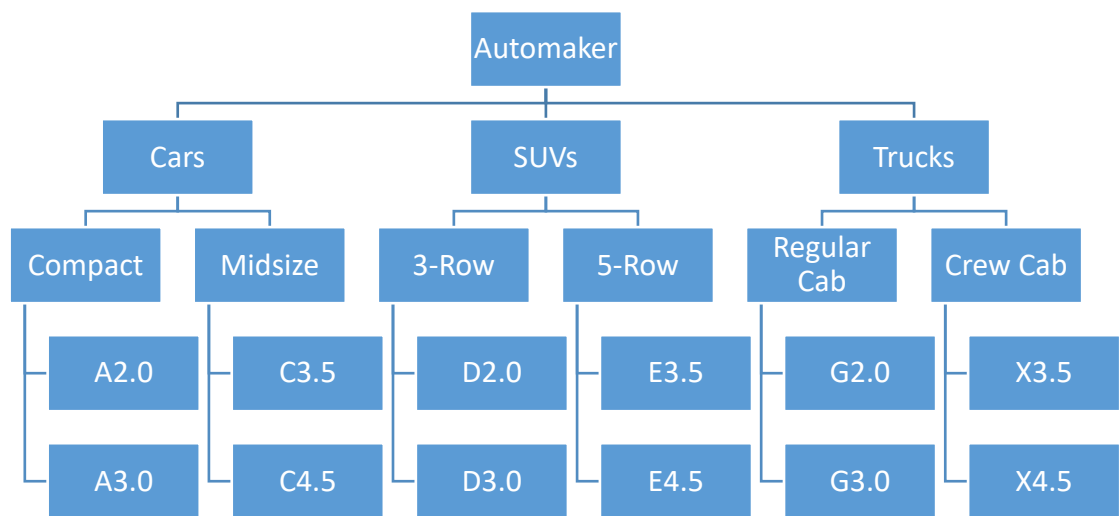 Automaker
Cars
SUVs
Trucks
Compact
Midsize
3-Row
5-Row
Regular
Cab
Crew Cab
A2.0
C3.5
D2.0
E3.5
G2.0
X3.5
A3.0
C4.5
D3.0
E4.5
G3.0
X4.5